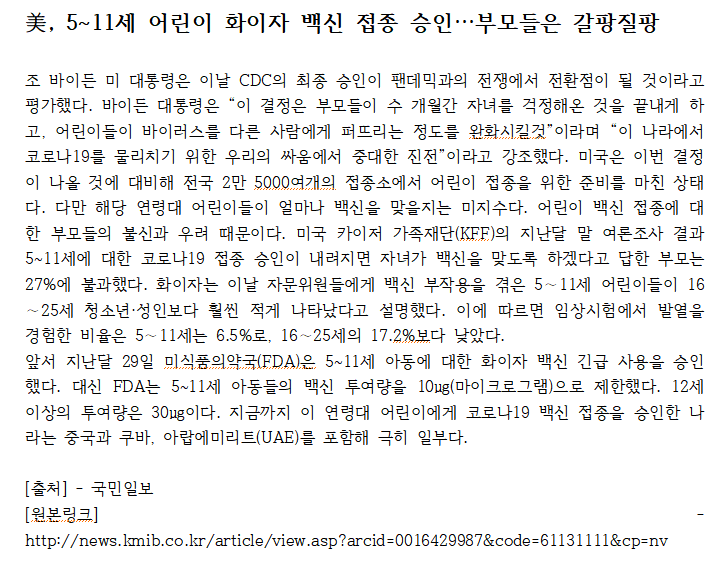 美, 5~11세 어린이 화이자 백신 접종 승인…부모들은 갈팡질팡
조 바이든 미 대통령은 이날 CDC의 최종 승인이 팬데믹과의 전쟁에서 전환점이 될 것이라고
평가했다. 바이든 대통령은 “이 결정은 부모들이 수 개월간 자녀를 걱정해온 것을 끝내게 하
고, 어린이들이 바이러스를 다른 사람에게 퍼뜨리는 정도를 완화시킬것”이라며 “이 나라에서
코로나19를 물리치기 위한 우리의 싸움에서 중대한 진전”이라고 강조했다. 미국은 이번 결정
이 나올 것에 대비해 전국 2만 5000여개의 접종소에서 어린이 접종을 위한 준비를 마친 상태
다. 다만 해당 연령대 어린이들이 얼마나 백신을 맞을지는 미지수다. 어린이 백신 접종에 대
한 부모들의 불신과 우려 때문이다. 미국 카이저 가족재단(KFF)의 지난달 말 여론조사 결과
5~11세에 대한 코로나19 접종 승인이 내려지면 자녀가 백신을 맞도록 하겠다고 답한 부모는
27%에 불과했다. 화이자는 이날 자문위원들에게 백신 부작용을 겪은 5～11세 어린이들이 16
～25세 청소년·성인보다 훨씬 적게 나타났다고 설명했다. 이에 따르면 임상시험에서 발열을
경험한 비율은 5～11세는 6.5%로, 16～25세의 17.2%보다 낮았다.
앞서 지난달 29일 미식품의약국(FDA)은 5~11세 아동에 대한 화이자 백신 긴급 사용을 승인
했다. 대신 FDA는 5~11세 아동들의 백신 투여량을 10㎍(마이크로그램)으로 제한했다. 12세
이상의 투여량은 30㎍이다. 지금까지 이 연령대 어린이에게 코로나19 백신 접종을 승인한 나
라는 중국과 쿠바, 아랍에미리트(UAE)를 포함해 극히 일부다.
[출처] - 국민일보
[원본링크] -
http://news.kmib.co.kr/article/view.asp?arcid=0016429987&code=61131111&cp=nv